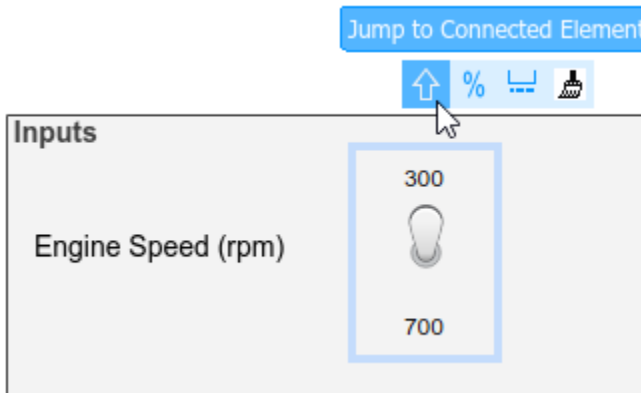 Jump to Connected Element
%
Inputs
300
Engine Speed (rpm)
700